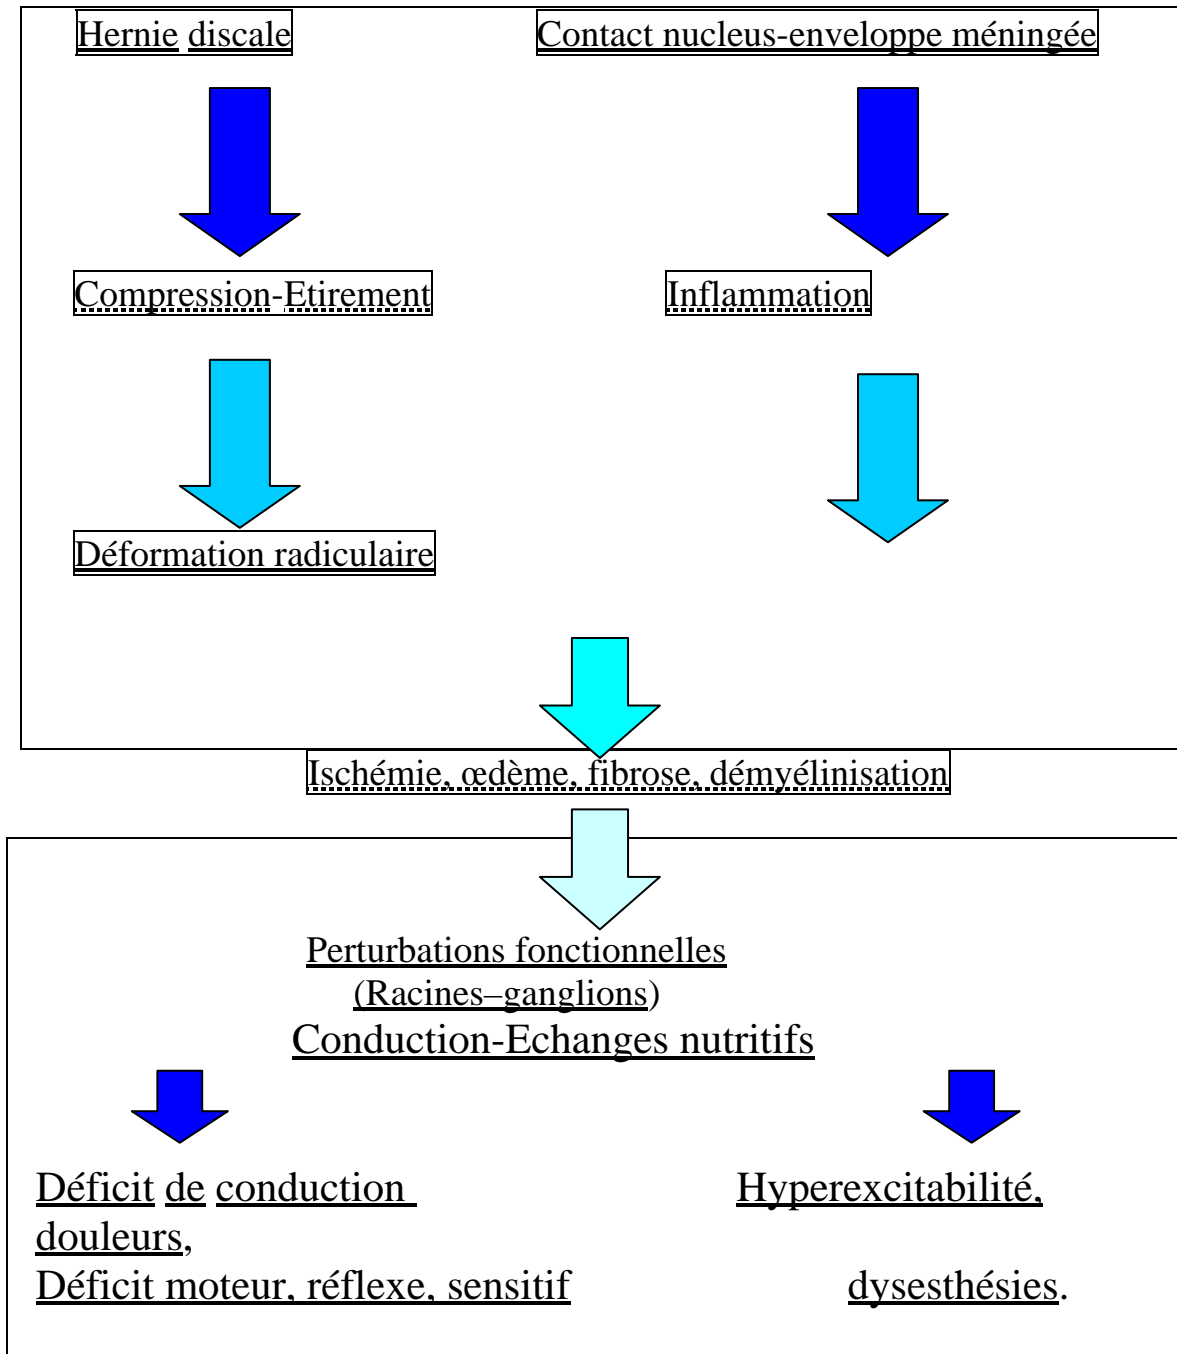 Hernie discale
Contact nucleus-enveloppe méningée
Compression-Etirement
Inflammation
Déformation radiculaire
Ischémie, œdème, fibrose, démyélinisation
Perturbations fonctionnelles
(Racines–ganglions)
Conduction-Echanges nutritifs
Déficit de conduction
Hyperexcitabilité,
douleurs,
Déficit moteur, réflexe, sensitif
dysesthésies.